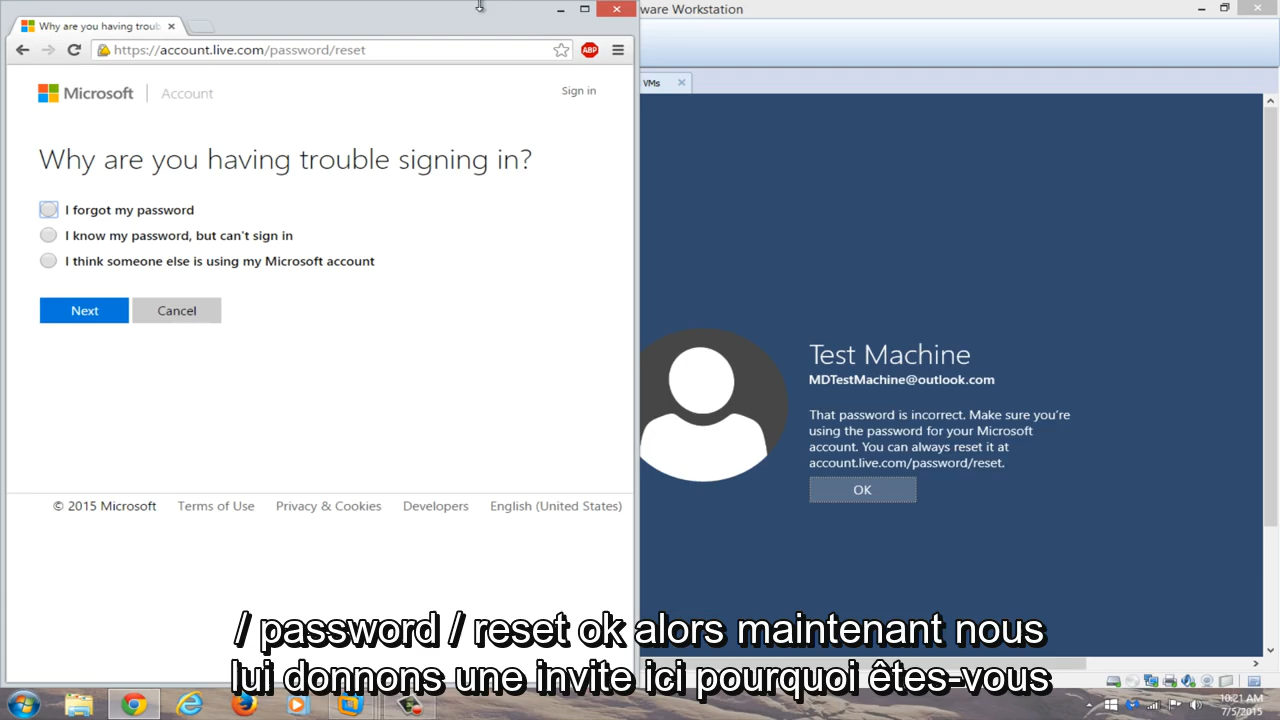 Why are you having troub
https://account.live.com/password/reset
ABP
Microsoft Account
Sign in
Why are you having trouble signing in?
I forgot my password
I know my password, but can't sign in
I think someone else is using my Microsoft account
Next Cancel
© 2015 Microsoft Terms of Use Privacy & Cookies Developers English (United States)
ware Workstation
VMs
Test Machine
MDTestMachine@outlook.com
That password is incorrect. Make sure you're
using the password for your Microsoft
account. You can always reset it at
account.live.com/password/reset.
OK
/ password / reset ok alors maintenant nous
lui donnons une invite ici pourquoi êtes-vous
10:21 AM
7/5/2015